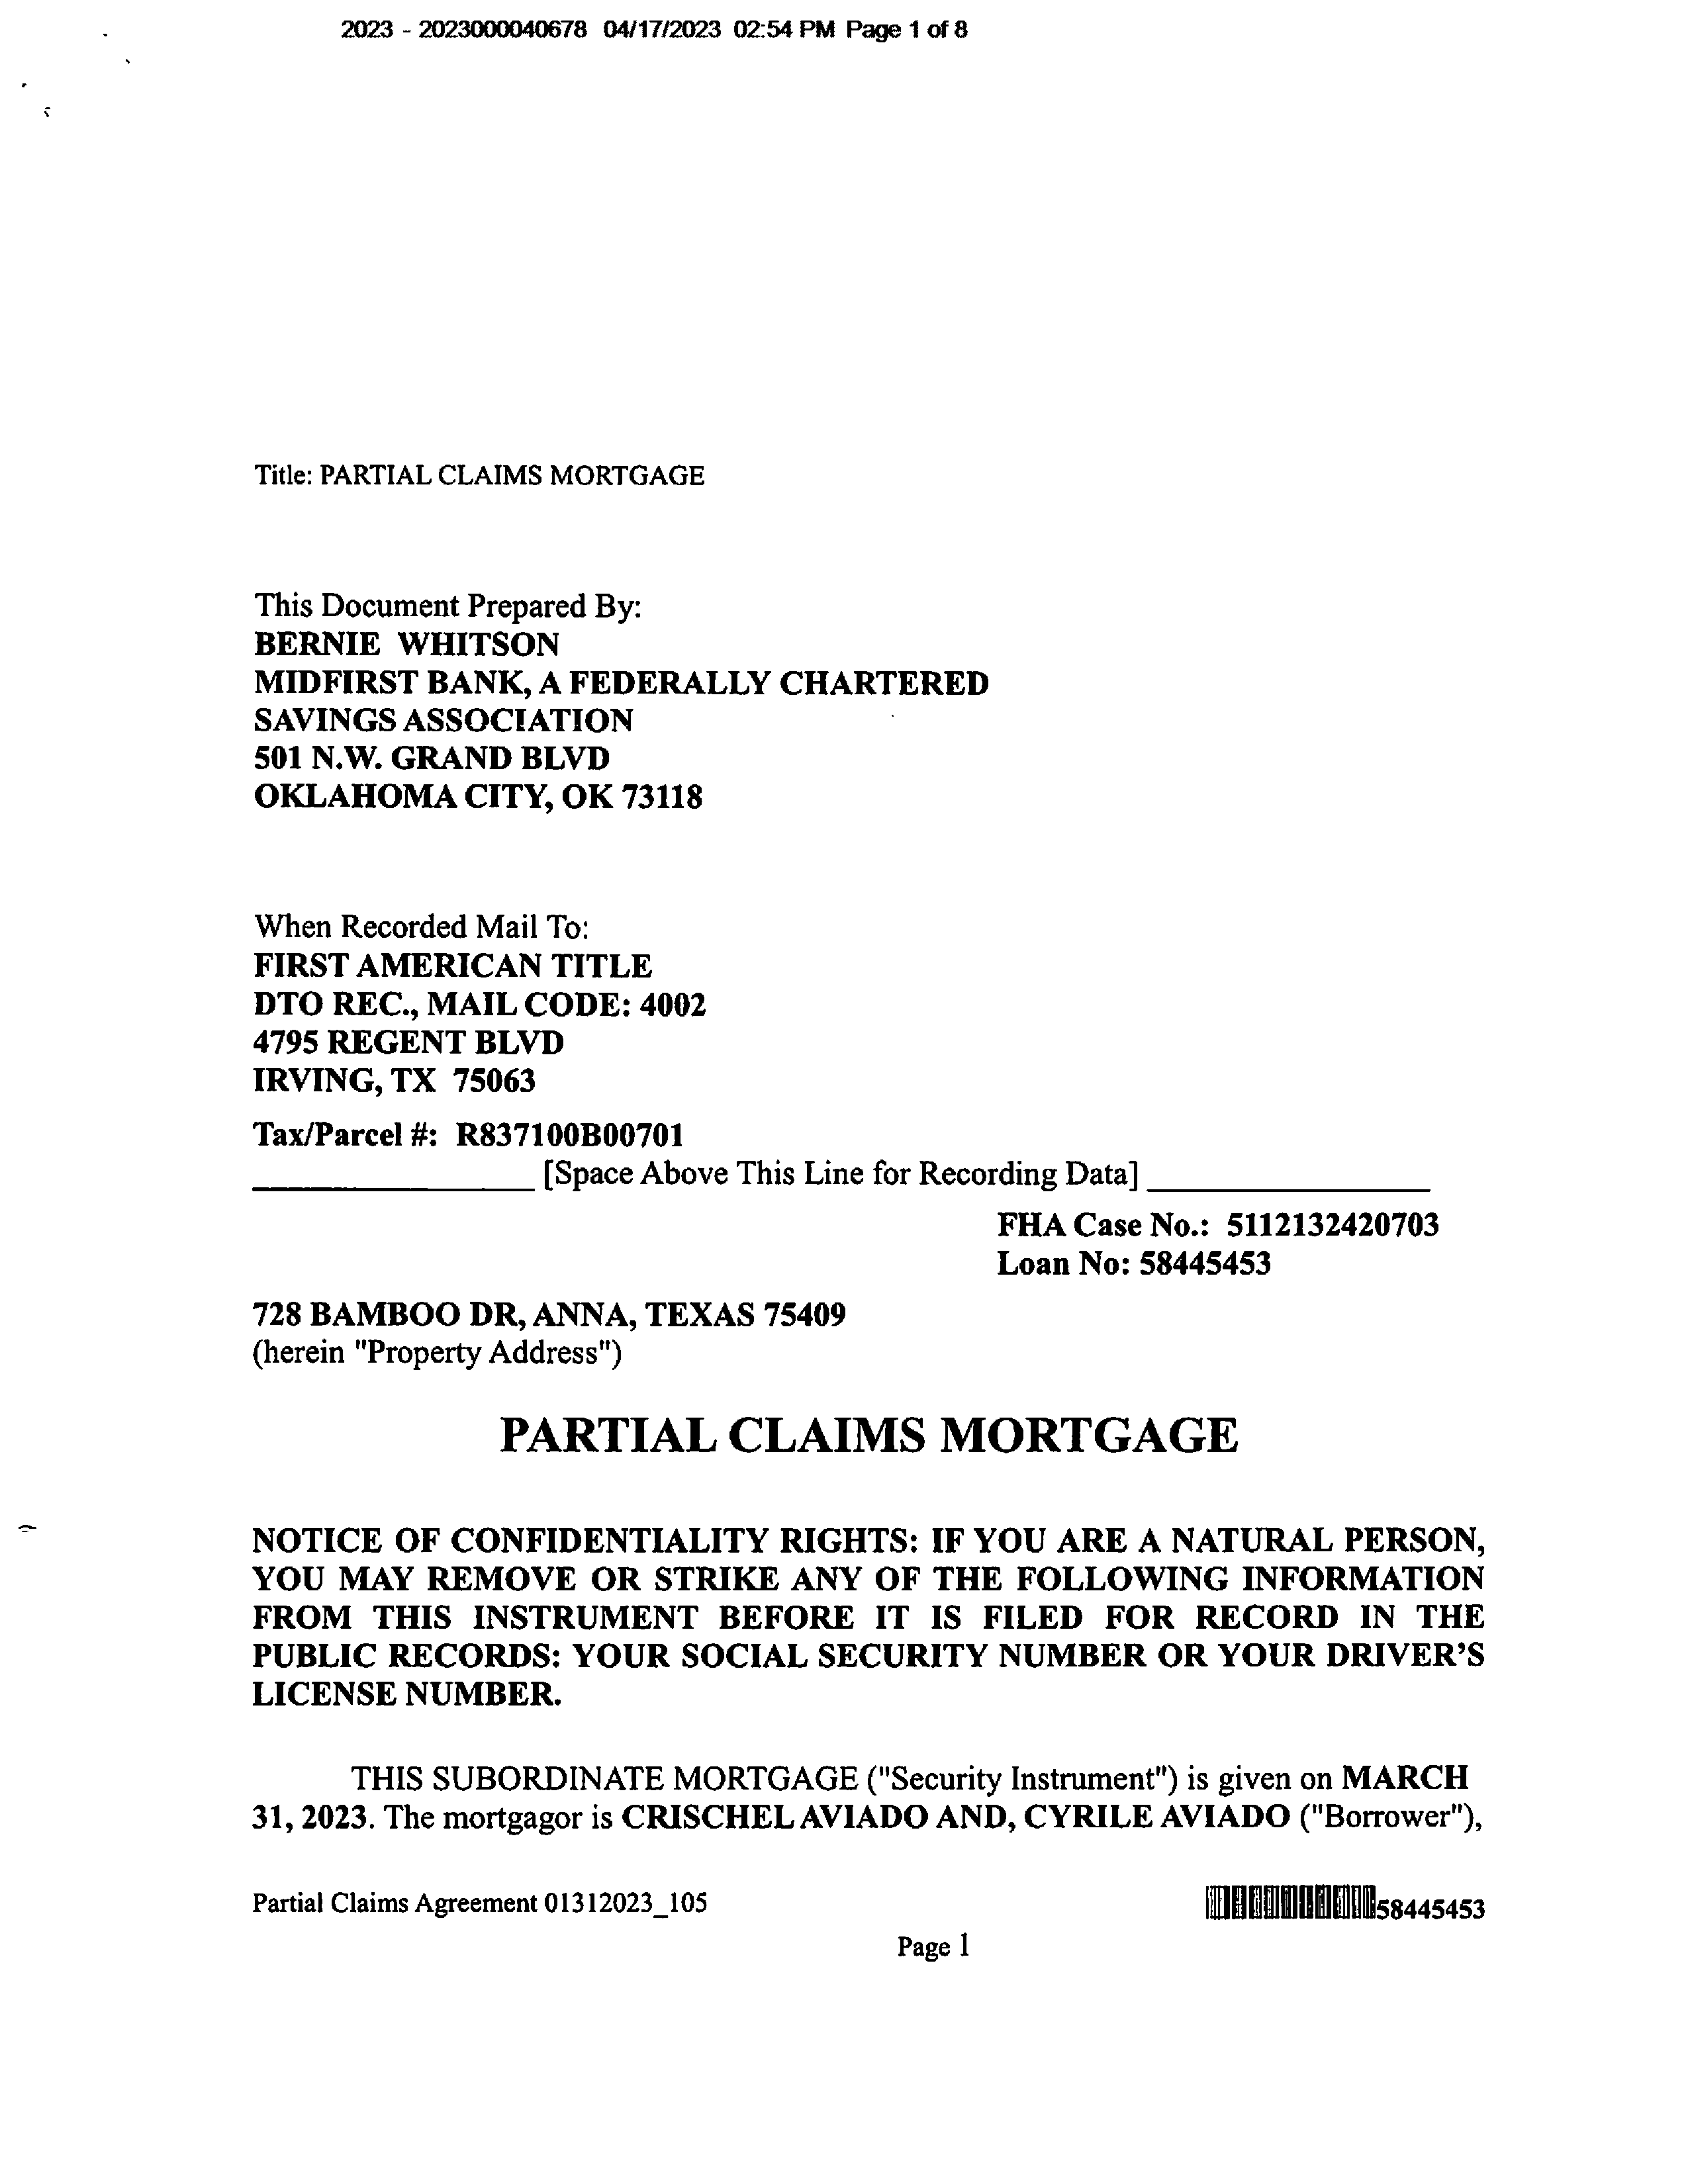 2023 - 2023000040678 04/17/2023 02:54 PM Page 1 of 8
Title: PARTIAL CLAIMS MORTGAGE
This Document Prepared By:
BERNIE WHITSON
MIDFIRST BANK, A FEDERALLY CHARTERED
SAVINGS ASSOCIATION
501 N.W. GRAND BLVD
OKLAHOMA CITY, OK 73118
When Recorded Mail To:
FIRST AMERICAN TITLE
DTO REC., MAIL CODE: 4002
4795 REGENT BLVD
IRVING, TX 75063
Tax/Parcel #: R837100B00701
[Space Above This Line for Recording Data]
FHA Case No.: 5112132420703
Loan No: 58445453
728 BAMBOO DR, ANNA, TEXAS 75409
(herein "Property Address")
PARTIAL CLAIMS MORTGAGE
NOTICE OF CONFIDENTIALITY RIGHTS: IF YOU ARE A NATURAL PERSON,
YOU MAY REMOVE OR STRIKE ANY OF THE FOLLOWING INFORMATION
FROM THIS INSTRUMENT BEFORE IT IS FILED FOR RECORD IN THE
PUBLIC RECORDS: YOUR SOCIAL SECURITY NUMBER OR YOUR DRIVER'S
LICENSE NUMBER.
THIS SUBORDINATE MORTGAGE ("Security Instrument") is given on MARCH
31, 2023. The mortgagor is CRISCHEL AVIADO AND, CYRILE AVIADO ("Borrower"),
Partial Claims Agreement 01312023_105
58445453
Page 1